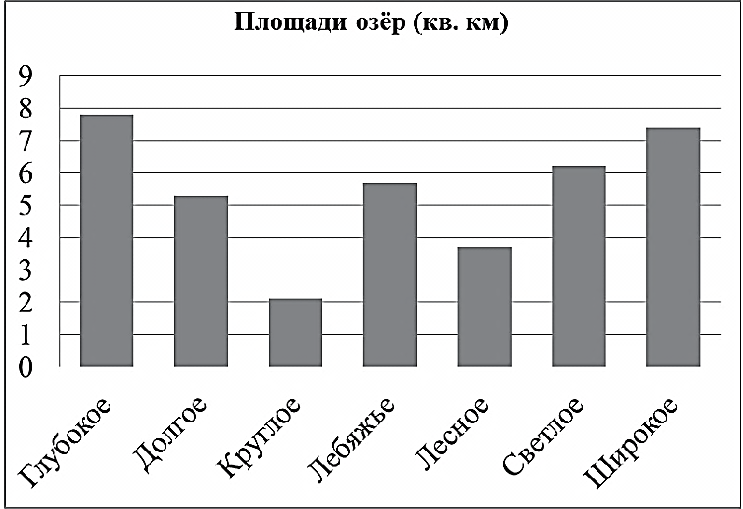 Площади озёр (кв. км)
9
8
7
6
5
4
3
2
1
0
Глубокое
Долгое
Круглое
Лебяжье
Лесное
Светлое
Широкое